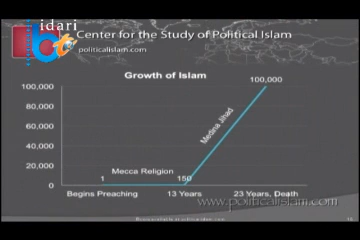 idari
Center for the Study of Political Islam
politicalislam.com
Growth of Islam
100,000
100,000
80,000
60,000
40,000
20,000
0
Medina Jihad
Mecca Religion
1
150
Begins Preaching
13 Years
23 Years, Death
www.politicalislam.com